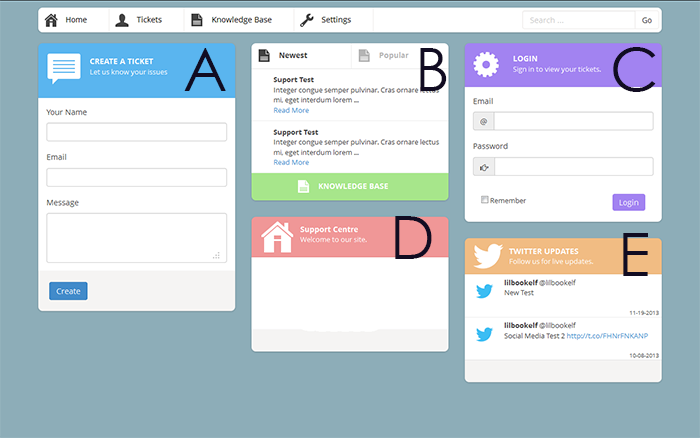 Home Tickets Knowledge Base Settings Search ... Go
CREATE A TICKET
Let us know your issues
A
Your Name
Email
Message
Create
Newest Popular
B
Suport Test
Integer congue semper pulvinar. Cras ornare lectus
mi, eget interdum lorem ...
Read More
Support Test
Integer congue semper pulvinar. Cras ornare lectus
mi, eget interdum lorem ...
Read More
KNOWLEDGE BASE
Support Centre
Welcome to our site.
D
LOGIN
Sign in to view your tickets.
C
Email
@
Password
Remember
Login
TWITTER UPDATES
Follow us for live updates.
E
lilbookelf @lilbookelf
New Test
11-19-2013
lilbookelf @lilbookelf
Social Media Test 2 http://t.co/FHNrFNKANP
10-08-2013